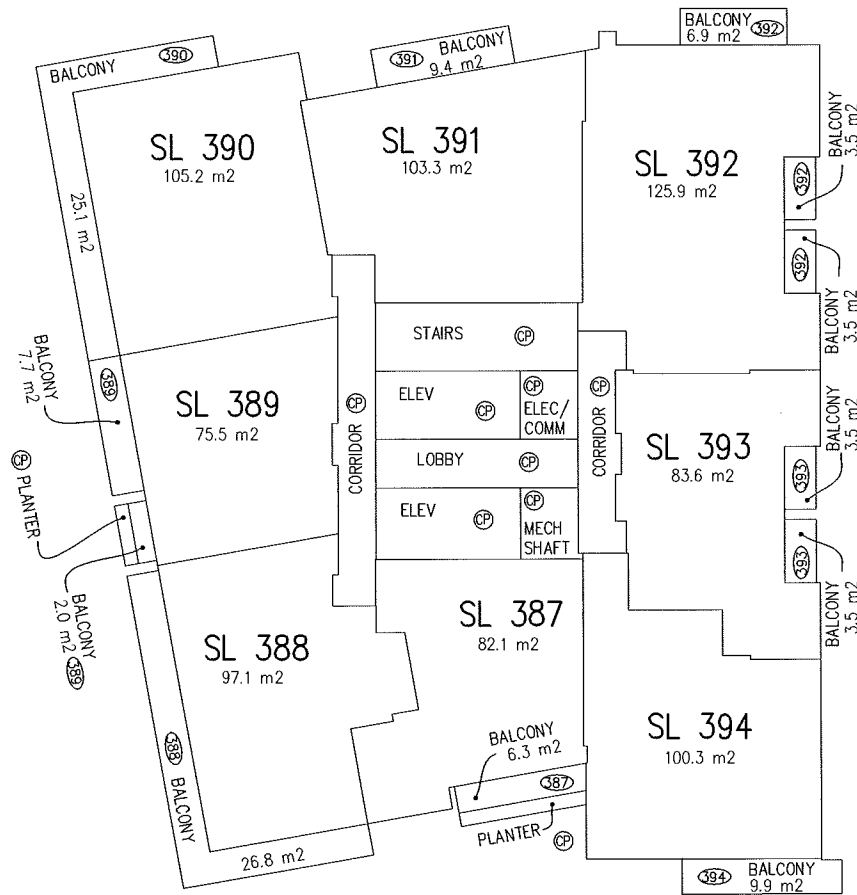 BALCONY
390
391
BALCONY
9.4 m2
BALCONY
6.9 m2
392
SL 390
105.2 m2
25.1 m2
SL 391
103.3 m2
SL 392
125.9 m2
392
BALCONY
3.5 m2
392
BALCONY
3.5 m2
STAIRS
CP
ELEV
CP
CP
ELEC/
COMM
LOBBY
CP
ELEV
CP
CP
MECH
SHAFT
CORRIDOR
CP
CORRIDOR
CP
BALCONY
7.7 m2
389
SL 389
75.5 m2
CP PLANTER
BALCONY
2.0 m2 389
SL 393
83.6 m2
393
BALCONY
3.5 m2
393
BALCONY
3.5 m2
SL 388
97.1 m2
388 BALCONY
26.8 m2
SL 387
82.1 m2
BALCONY
6.3 m2
387
PLANTER
CP
SL 394
100.3 m2
394
BALCONY
9.9 m2